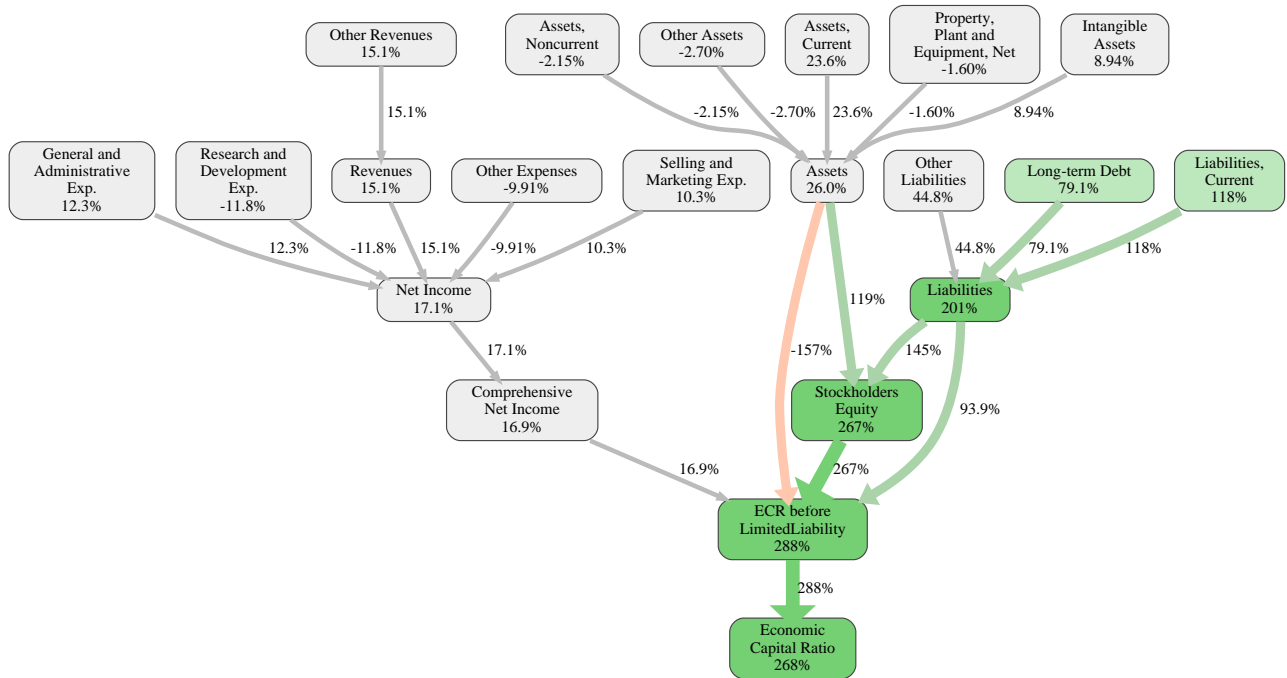 Other Revenues
15.1%
Assets,
Noncurrent
-2.15%
Other Assets
-2.70%
Assets,
Current
23.6%
Property,
Plant and
Equipment, Net
-1.60%
Intangible
Assets
8.94%
15.1%
-2.15%
-2.70%
23.6%
-1.60%
8.94%
General and
Administrative
Exp.
12.3%
Research and
Development
Exp.
-11.8%
Revenues
15.1%
Other Expenses
-9.91%
Selling and
Marketing Exp.
10.3%
Assets
26.0%
Other
Liabilities
44.8%
Long-term Debt
79.1%
Liabilities,
Current
118%
12.3%
-11.8%
15.1%
-9.91%
10.3%
44.8%
79.1%
118%
Net Income
17.1%
119%
Liabilities
201%
17.1%
-157%
145%
Comprehensive
Net Income
16.9%
Stockholders
Equity
267%
93.9%
16.9%
267%
ECR before
LimitedLiability
288%
288%
Economic
Capital Ratio
268%